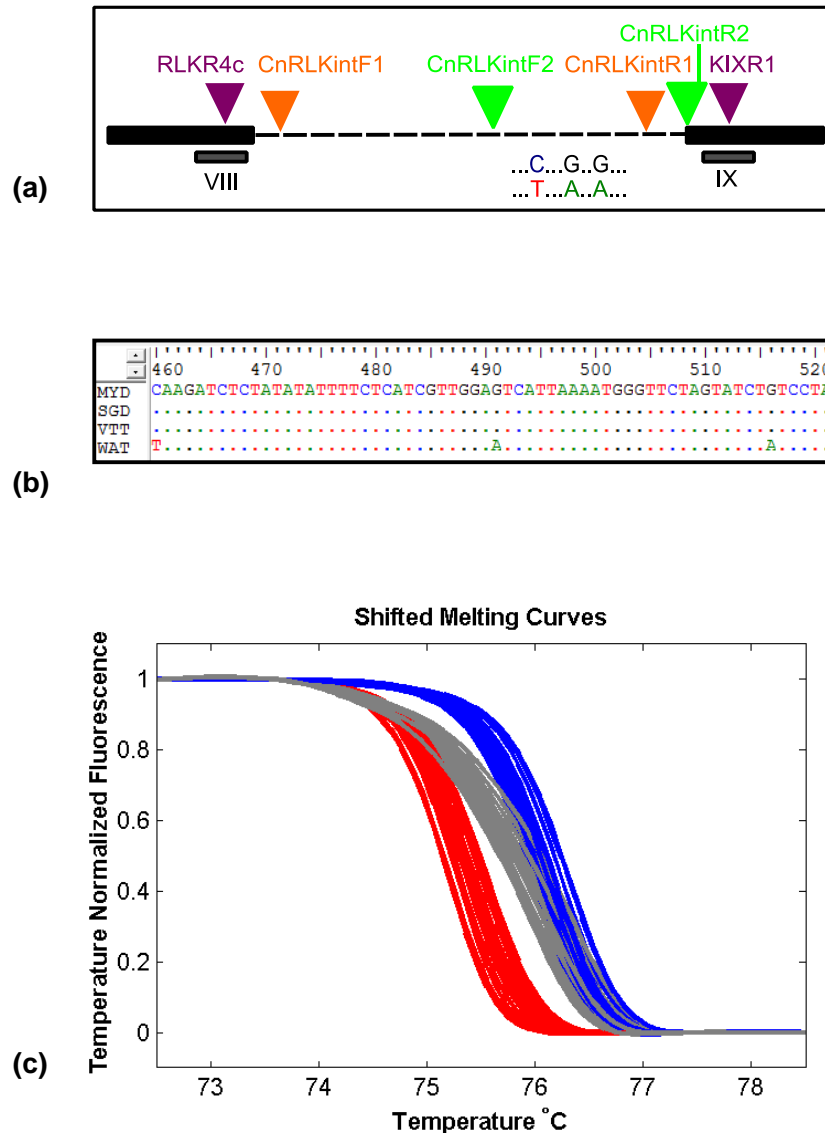 (a)
CnRLKintR2
RLKR4c CnRLKintF1 CnRLKintF2 CnRLKintR1 KIXR1
VIII IX
...C...G..G...
...T...A..A...
(b)
460 470 480 490 500 510 520
MYD CAAGATCTCTATATATTTTCTCATCGTTGGAGTCATTAAAATGGGTTCTAGTATCTGTCCTA
SGD ..............................................................
VTT ..............................................................
WAT T..............................A........................A.....
(c)
Shifted Melting Curves
Temperature Normalized Fluorescence
1
0.8
0.6
0.4
0.2
0
73 74 75 76 77 78
Temperature °C